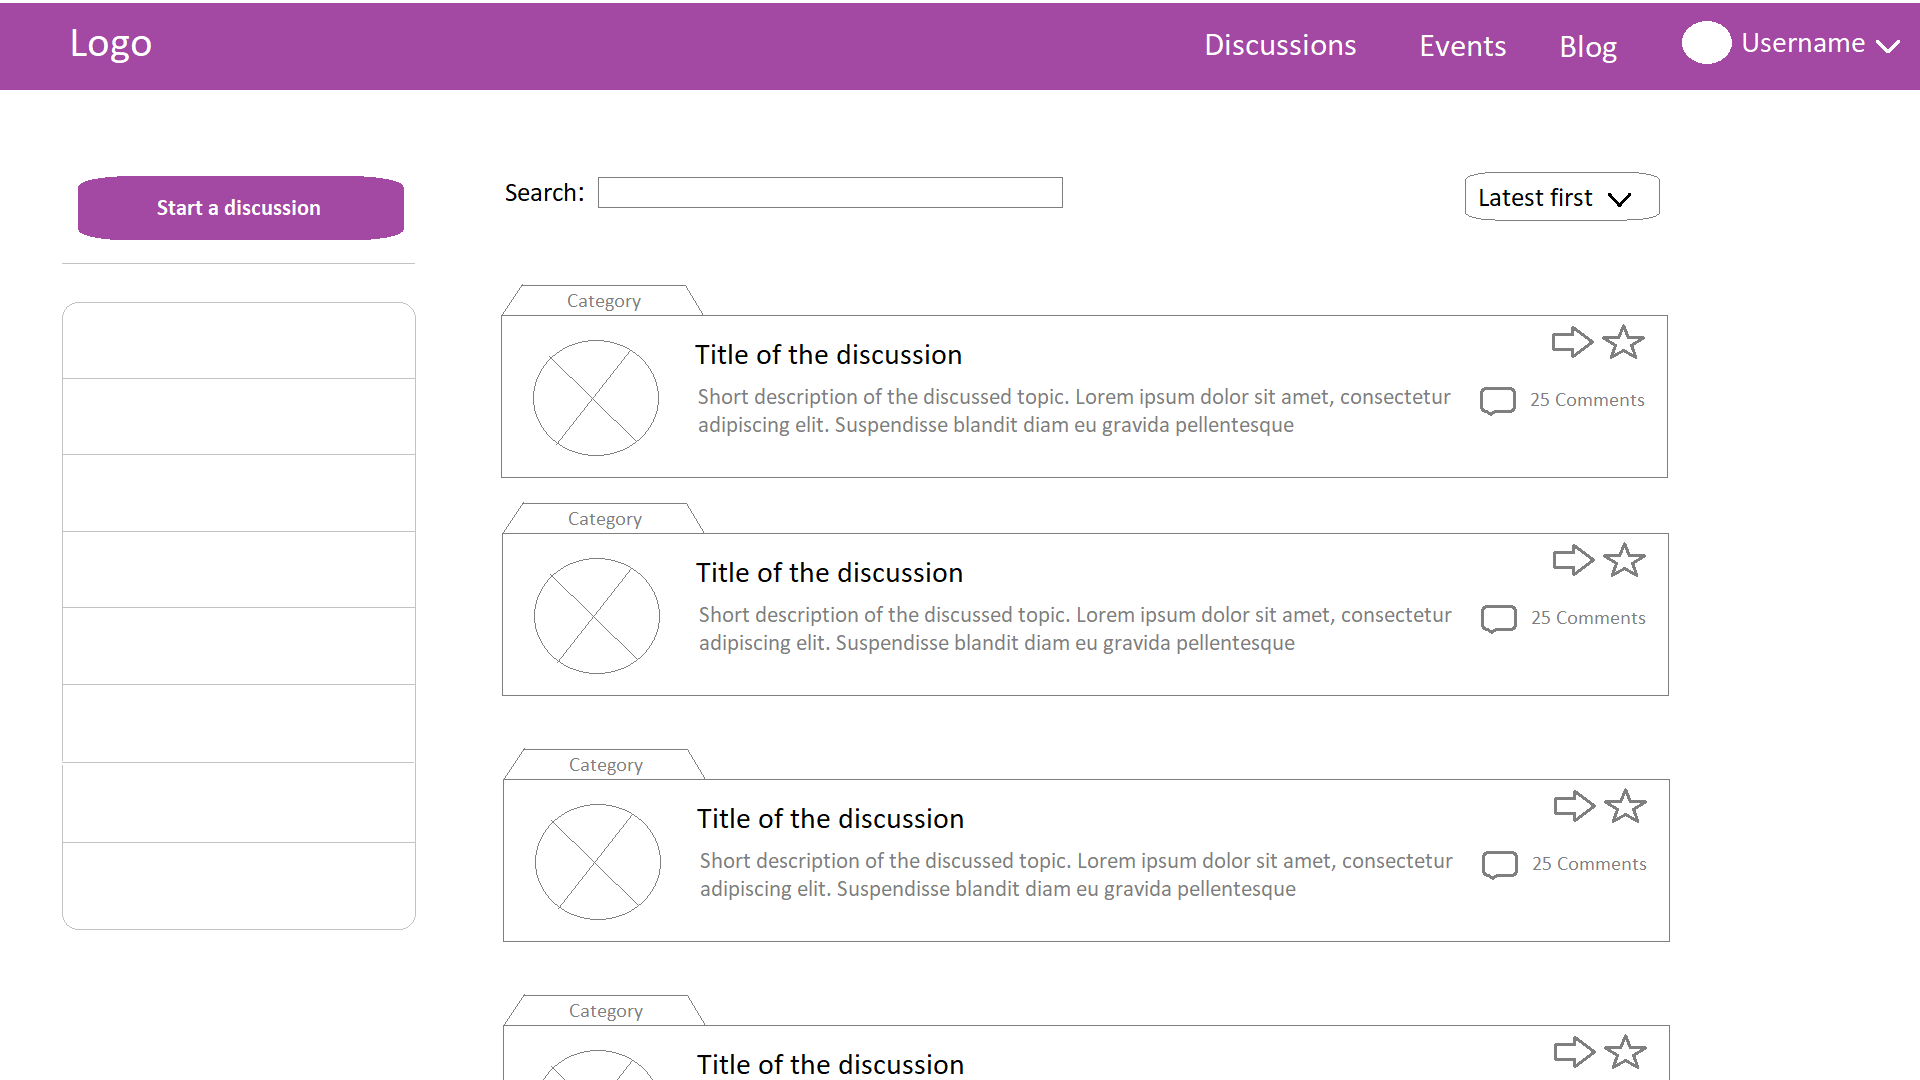 Logo
Discussions
Events
Blog
Username
Start a discussion
Search:
Latest first
Category
Title of the discussion
Short description of the discussed topic. Lorem ipsum dolor sit amet, consectetur
adipiscing elit. Suspendisse blandit diam eu gravida pellentesque
25 Comments
Category
Title of the discussion
Short description of the discussed topic. Lorem ipsum dolor sit amet, consectetur
adipiscing elit. Suspendisse blandit diam eu gravida pellentesque
25 Comments
Category
Title of the discussion
Short description of the discussed topic. Lorem ipsum dolor sit amet, consectetur
adipiscing elit. Suspendisse blandit diam eu gravida pellentesque
25 Comments
Category
Title of the discussion